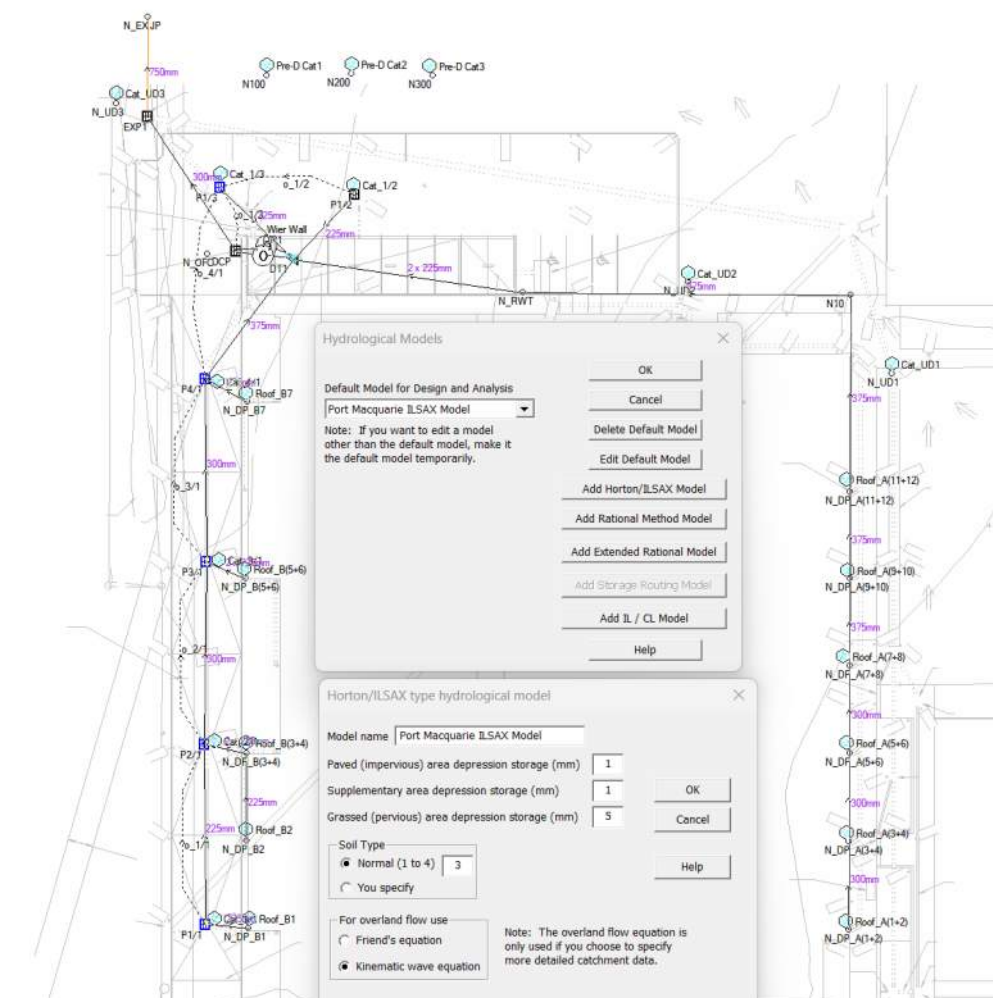 N_EXJP
750mm
Pre-D Cat1
Pre-D Cat2
Pre-D Cat3
N100
N200
N300
Cat_UD3
N_UD3
EXP1
300mm
Cat_1/3
o_1/2
Cat_1/2
P1/3
P1/2
225mm
Wier Wall
225mm
DT1
o_4/1
2 x 225mm
Cat_UD2
N_RWT
N10
375mm
P4/1
Roof_B7
N_DP_B7
Cat_UD1
N_UD1
375mm
300mm
o_3/1
Roof_A(11+12)
N_DP_A(11+12)
375mm
P3/1
Roof_B(5+6)
N_DP_B(5+6)
Roof_A(9+10)
N_DP_A(9+10)
375mm
o_2/1
300mm
Roof_A(7+8)
N_DP_A(7+8)
300mm
P2/1
Roof_B(3+4)
N_DP_B(3+4)
Roof_A(5+6)
N_DP_A(5+6)
225mm
300mm
225mm
Roof_B2
o_1/1
N_DP_B2
Roof_A(3+4)
N_DP_A(3+4)
300mm
Roof_B1
P1/1
N_DP_B1
Roof_A(1+2)
N_DP_A(1+2)
Hydrological Models
Default Model for Design and Analysis
Port Macquarie ILSAX Model
Note: If you want to edit a model
other than the default model, make it
the default model temporarily.
OK
Cancel
Delete Default Model
Edit Default Model
Add Horton/ILSAX Model
Add Rational Method Model
Add Extended Rational Model
Add Storage Routing Model
Add IL / CL Model
Help
Horton/ILSAX type hydrological model
Model name Port Macquarie ILSAX Model
Paved (impervious) area depression storage (mm) 1
Supplementary area depression storage (mm) 1
Grassed (pervious) area depression storage (mm) 5
OK
Cancel
Help
Soil Type
Normal (1 to 4) 3
You specify
For overland flow use
Friend's equation
Kinematic wave equation
Note: The overland flow equation is
only used if you choose to specify
more detailed catchment data.